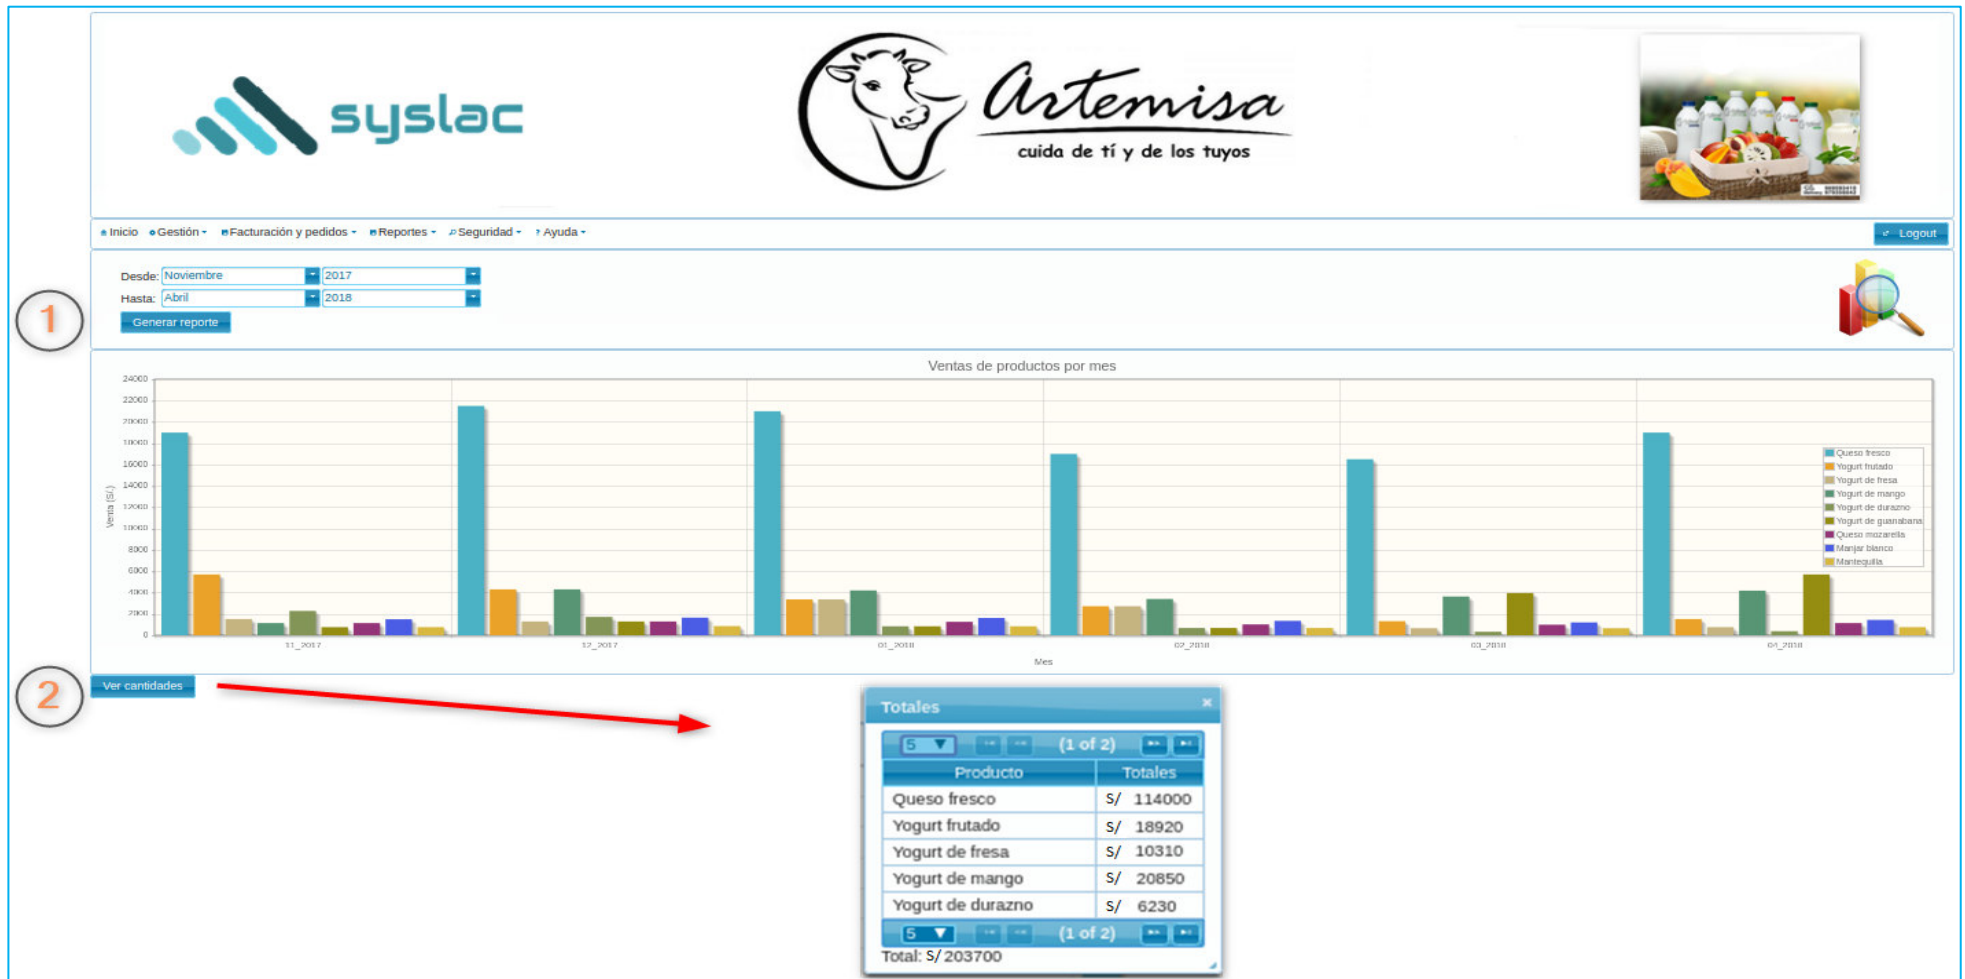 syslac
Artemisa
cuida de tí y de los tuyos
Inicio Gestión Facturación y pedidos Reportes Seguridad ? Ayuda Logout
Desde: Noviembre 2017
Hasta: Abril 2018
1
Generar reporte
Ventas de productos por mes
24000
22000
20000
18000
16000
14000
12000
10000
8000
6000
4000
2000
0
Venta (S/.)
Queso fresco
Yogurt frutado
Yogurt de fresa
Yogurt de mango
Yogurt de durazno
Yogurt de guanabana
Queso mozarella
Manjar blanco
Mantequilla
11_2017 12_2017 01_2018 02_2018 03_2018 04_2018
Mes
2
Ver cantidades
Totales
5 (1 of 2)
Producto Totales
Queso fresco S/ 114000
Yogurt frutado S/ 18920
Yogurt de fresa S/ 10310
Yogurt de mango S/ 20850
Yogurt de durazno S/ 6230
5 (1 of 2)
Total: S/ 203700